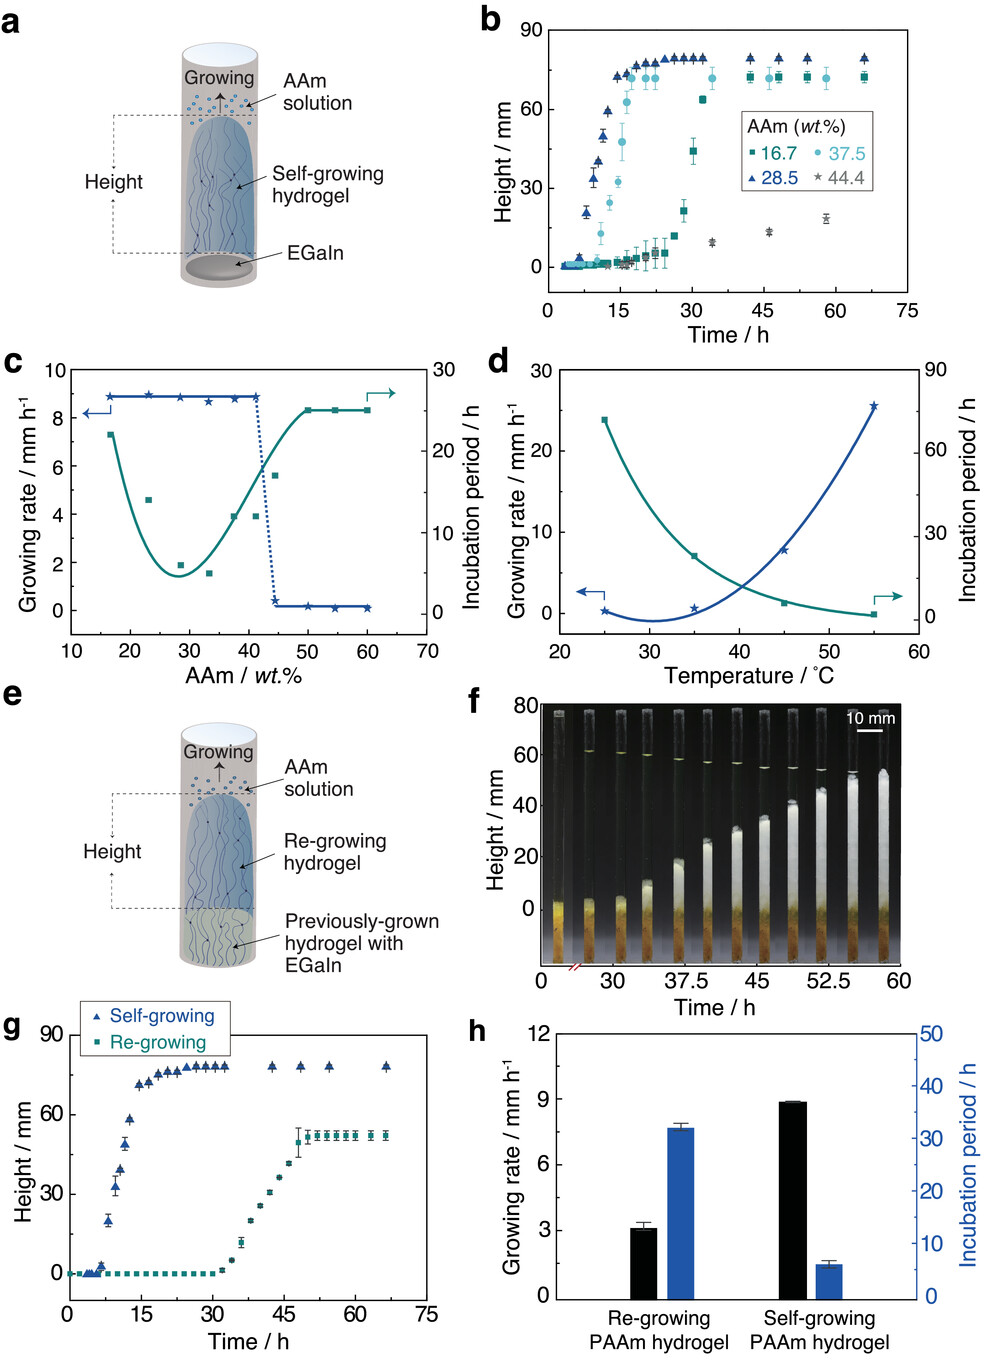 a
Growing
AAm
solution
Height
Self-growing
hydrogel
EGaIn
b
90
60
30
0
Height / mm
AAm (wt.%)
16.7
37.5
28.5
44.4
0
15
30
45
60
75
Time / h
c
10
8
6
4
2
0
Growing rate / mm h-1
30
20
10
0
Incubation period / h
10
20
30
40
50
60
70
AAm / wt.%
d
30
20
10
0
Growing rate / mm h-1
90
60
30
0
Incubation period / h
20
30
40
50
60
Temperature / °C
e
Growing
AAm
solution
Height
Re-growing
hydrogel
Previously-grown
hydrogel with
EGaIn
f
80
60
40
20
0
Height / mm
10 mm
0
30
37.5
45
52.5
60
Time / h
g
Self-growing
Re-growing
90
60
30
0
Height / mm
0
15
30
45
60
75
Time / h
h
12
9
6
3
0
Growing rate / mm h-1
50
40
30
20
10
0
Incubation period / h
Re-growing
PAAm hydrogel
Self-growing
PAAm hydrogel